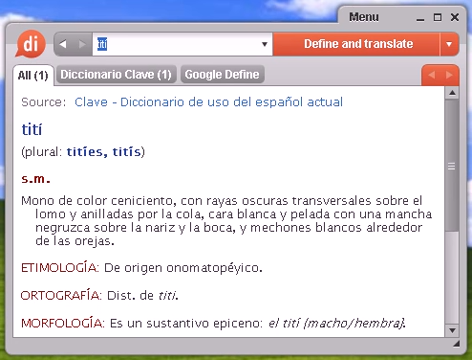 Menu
di
tití
Define and translate
All (1) Diccionario Clave (1) Google Define
Source: Clave - Diccionario de uso del español actual
tití
(plural: titíes, titís)
s.m.
Mono de color ceniciento, con rayas oscuras transversales sobre el
lomo y anilladas por la cola, cara blanca y pelada con una mancha
negruzca sobre la nariz y la boca, y mechones blancos alrededor
de las orejas.
ETIMOLOGÍA: De origen onomatopéyico.
ORTOGRAFÍA: Dist. de titi.
MORFOLOGÍA: Es un sustantivo epiceno: el tití (macho/hembra).